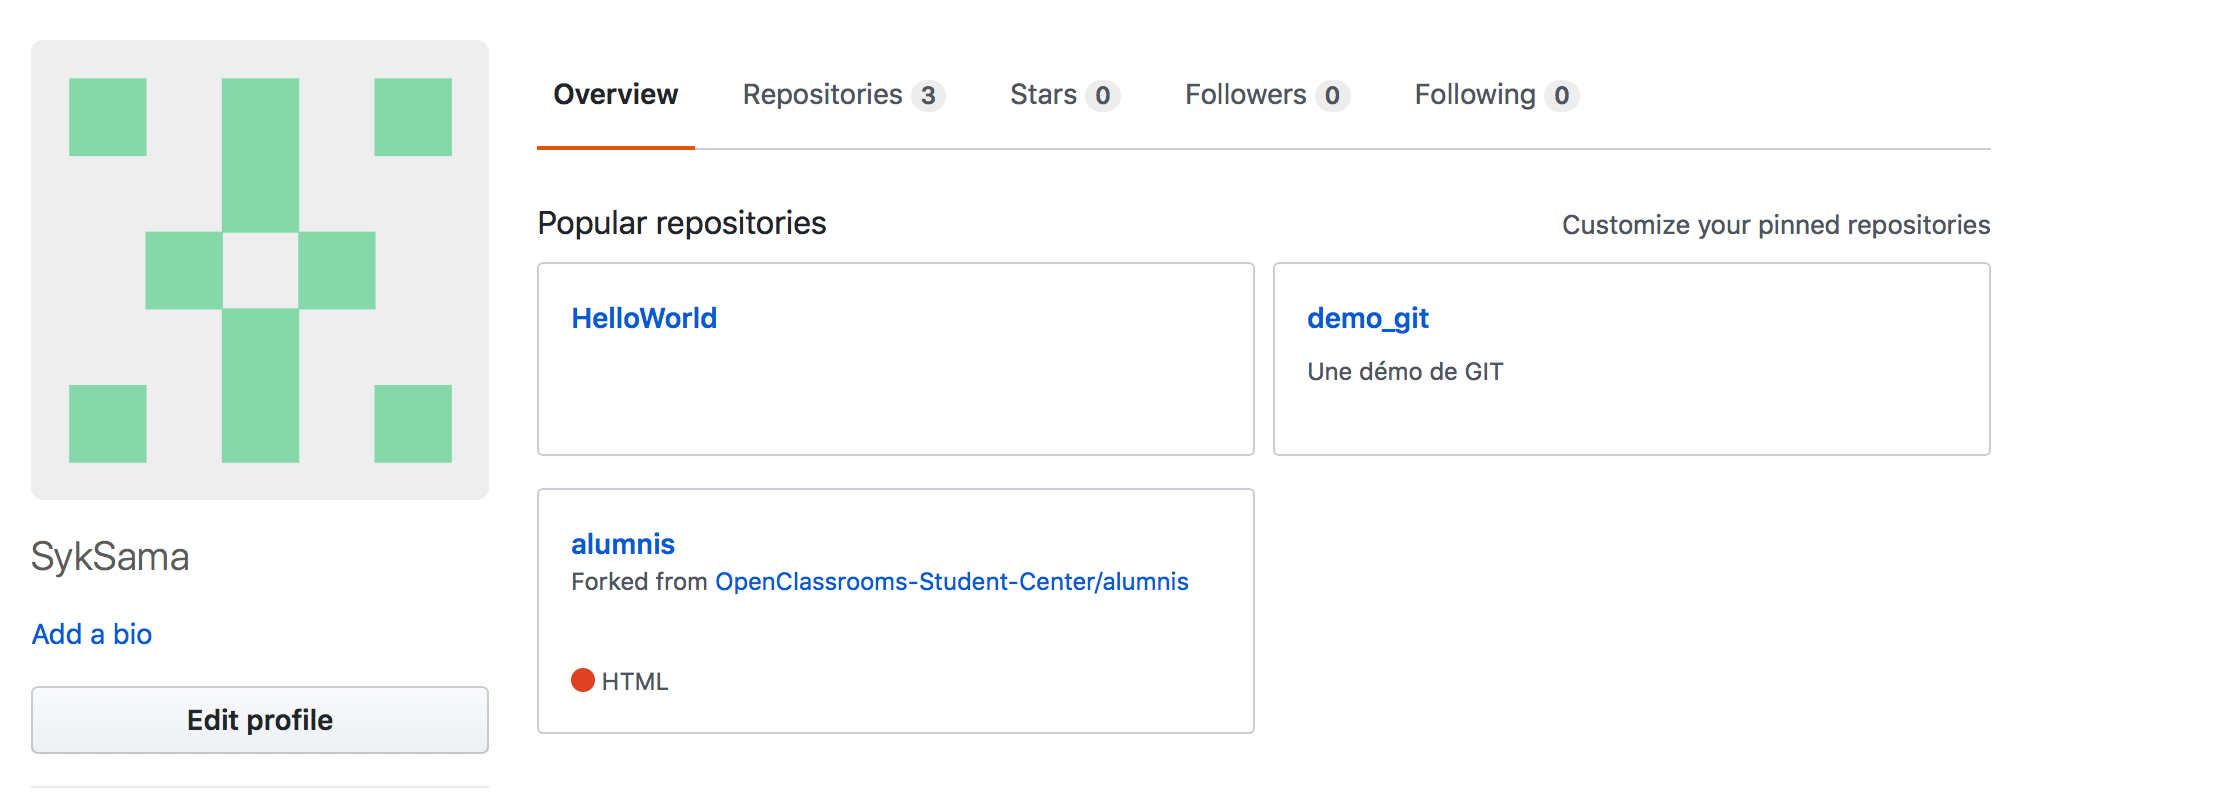 Overview Repositories 3 Stars 0 Followers 0 Following 0
Popular repositories Customize your pinned repositories
HelloWorld
demo_git
Une démo de GIT
alumnis
Forked from OpenClassrooms-Student-Center/alumnis
HTML
SykSama
Add a bio
Edit profile